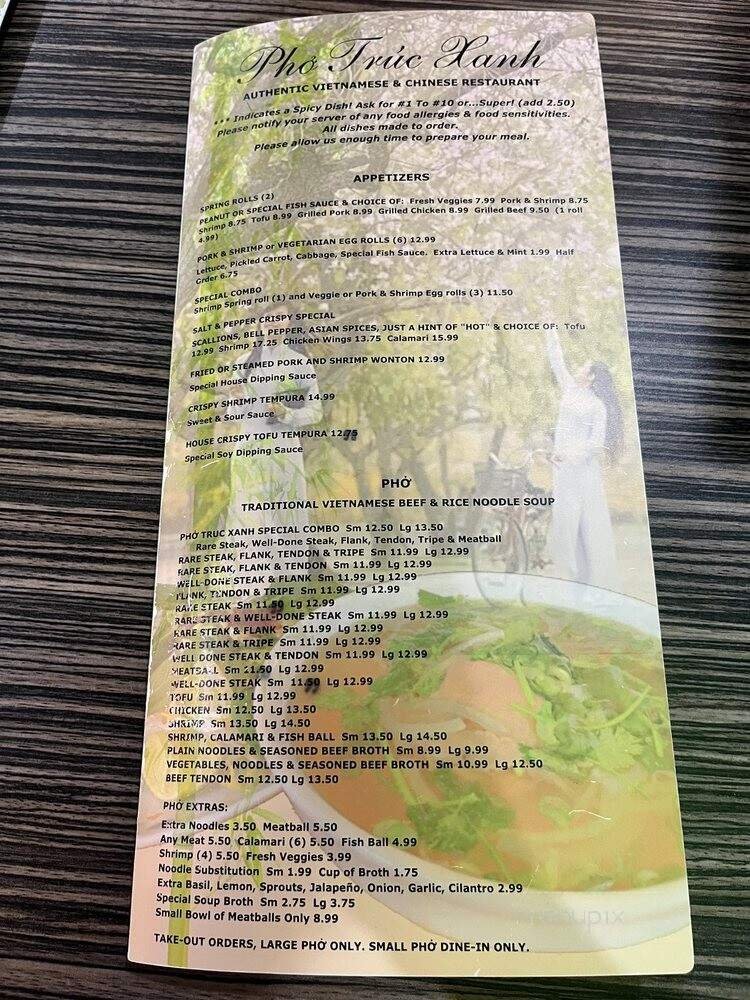 Phở Trúc Xanh
AUTHENTIC VIETNAMESE & CHINESE RESTAURANT
*** Indicates a Spicy Dish! Ask for #1 To #10 or...Super! (add 2.50)
Please notify your server of any food allergies & food sensitivities.
All dishes made to order.
Please allow us enough time to prepare your meal.
APPETIZERS
SPRING ROLLS (2)
PEANUT OR SPECIAL FISH SAUCE & CHOICE OF: Fresh Veggies 7.99 Pork & Shrimp 8.75
Shrimp 8.75 Tofu 8.99 Grilled Pork 8.99 Grilled Chicken 8.99 Grilled Beef 9.50 (1 roll
4.99)
PORK & SHRIMP or VEGETARIAN EGG ROLLS (6) 12.99
Lettuce, Pickled Carrot, Cabbage, Special Fish Sauce. Extra Lettuce & Mint 1.99 Half
Order 6.75
SPECIAL COMBO
Shrimp Spring roll (1) and Veggie or Pork & Shrimp Egg rolls (3) 11.50
SALT & PEPPER CRISPY SPECIAL
SCALLIONS, BELL PEPPER, ASIAN SPICES, JUST A HINT OF "HOT" & CHOICE OF: Tofu
12.99 Shrimp 17.25 Chicken Wings 13.75 Calamari 15.99
FRIED OR STEAMED PORK AND SHRIMP WONTON 12.99
Special House Dipping Sauce
CRISPY SHRIMP TEMPURA 14.99
Sweet & Sour Sauce
HOUSE CRISPY TOFU TEMPURA 12.75
Special Soy Dipping Sauce
PHỞ
TRADITIONAL VIETNAMESE BEEF & RICE NOODLE SOUP
PHỞ TRUC XANH SPECIAL COMBO Sm 12.50 Lg 13.50
Rare Steak, Well-Done Steak, Flank, Tendon, Tripe & Meatball
RARE STEAK, FLANK, TENDON & TRIPE Sm 11.99 Lg 12.99
RARE STEAK, FLANK & TENDON Sm 11.99 Lg 12.99
WELL-DONE STEAK & FLANK Sm 11.99 Lg 12.99
FLANK, TENDON & TRIPE Sm 11.99 Lg 12.99
RARE STEAK Sm 11.50 Lg 12.99
RARE STEAK & WELL-DONE STEAK Sm 11.99 Lg 12.99
RARE STEAK & FLANK Sm 11.99 Lg 12.99
RARE STEAK & TRIPE Sm 11.99 Lg 12.99
WELL DONE STEAK & TENDON Sm 11.99 Lg 12.99
MEATBALL Sm 11.50 Lg 12.99
WELL-DONE STEAK Sm 11.50 Lg 12.99
TOFU Sm 11.99 Lg 12.99
CHICKEN Sm 12.50 Lg 13.50
SHRIMP Sm 13.50 Lg 14.50
SHRIMP, CALAMARI & FISH BALL Sm 13.50 Lg 14.50
PLAIN NOODLES & SEASONED BEEF BROTH Sm 8.99 Lg 9.99
VEGETABLES, NOODLES & SEASONED BEEF BROTH Sm 10.99 Lg 12.50
BEEF TENDON Sm 12.50 Lg 13.50
PHỞ EXTRAS:
Extra Noodles 3.50 Meatball 5.50
Any Meat 5.50 Calamari (6) 5.50 Fish Ball 4.99
Shrimp (4) 5.50 Fresh Veggies 3.99
Noodle Substitution Sm 1.99 Cup of Broth 1.75
Extra Basil, Lemon, Sprouts, Jalapeño, Onion, Garlic, Cilantro 2.99
Special Soup Broth Sm 2.75 Lg 3.75
Small Bowl of Meatballs Only 8.99
TAKE-OUT ORDERS, LARGE PHỞ ONLY. SMALL PHỞ DINE-IN ONLY.